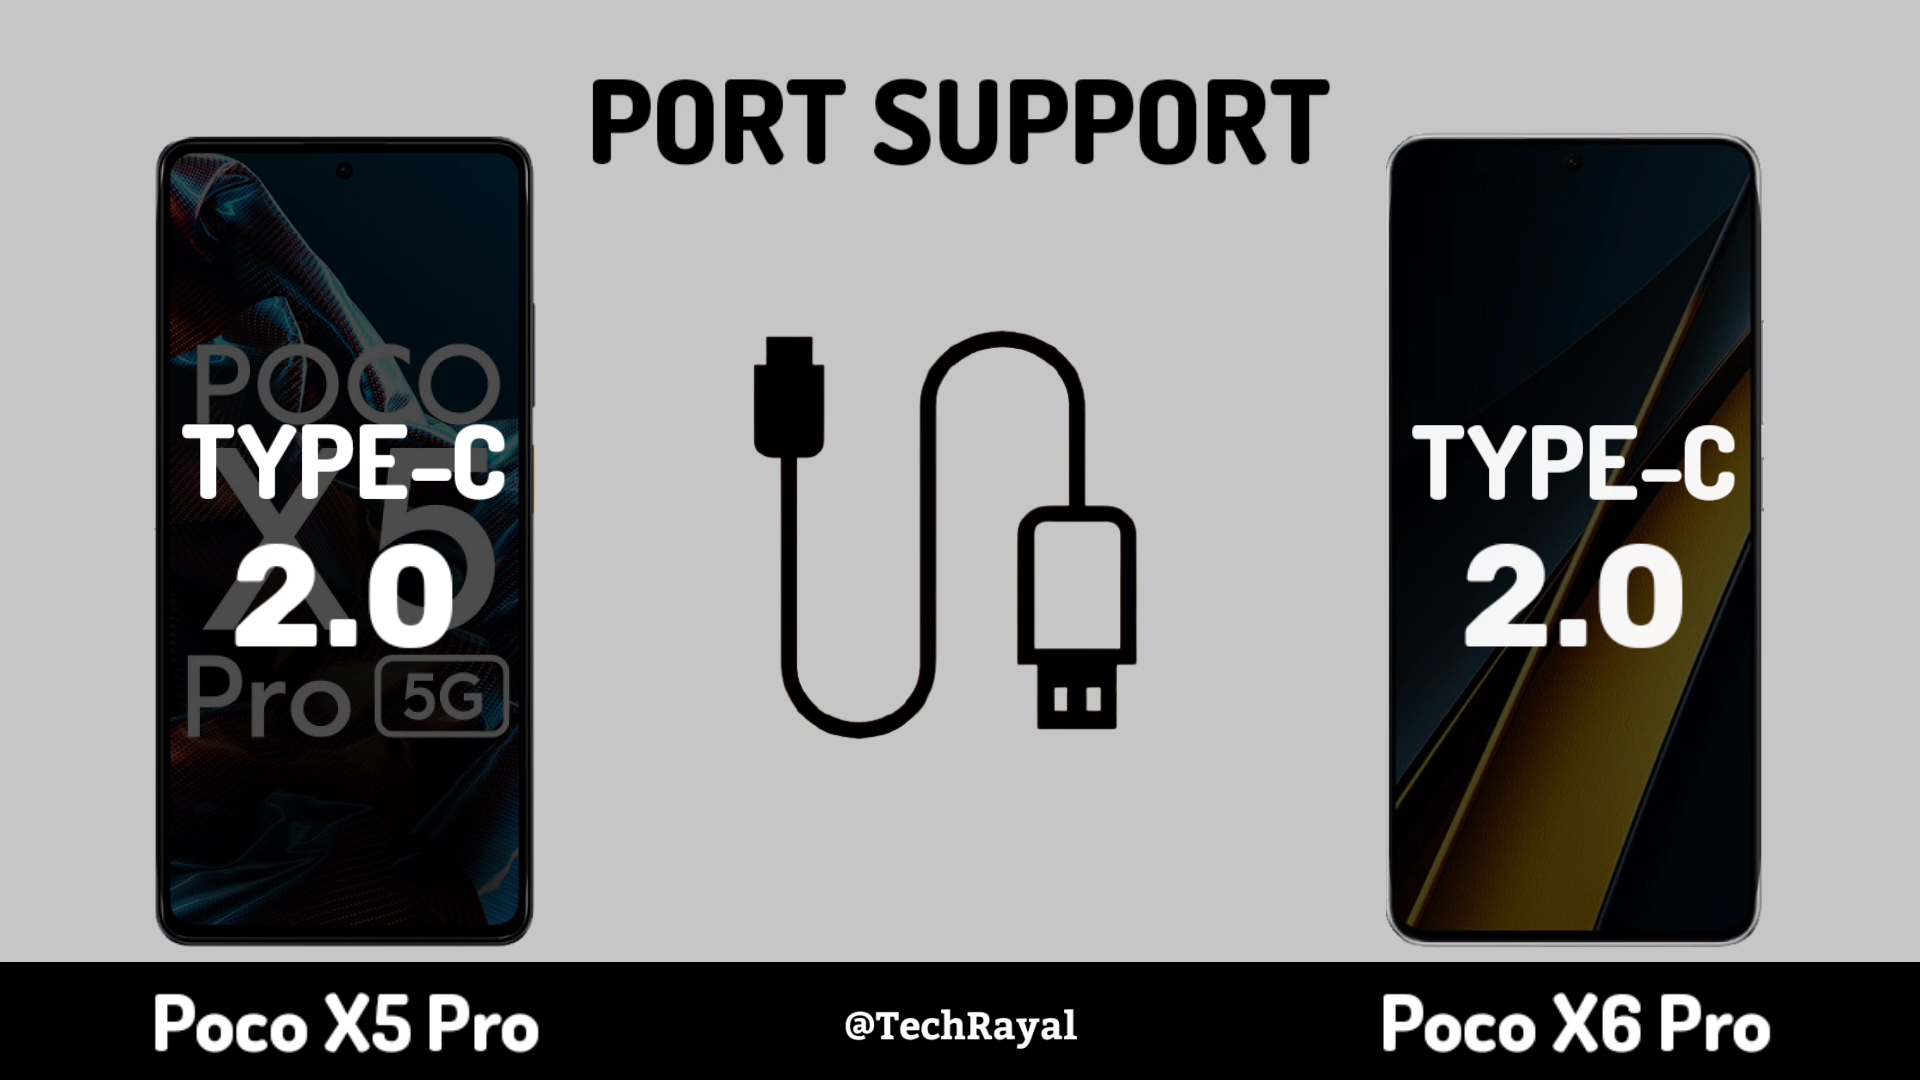 PORT SUPPORT
POCO
X5
Pro 5G
TYPE-C
2.0
TYPE-C
2.0
Poco X5 Pro
@TechRayal
Poco X6 Pro